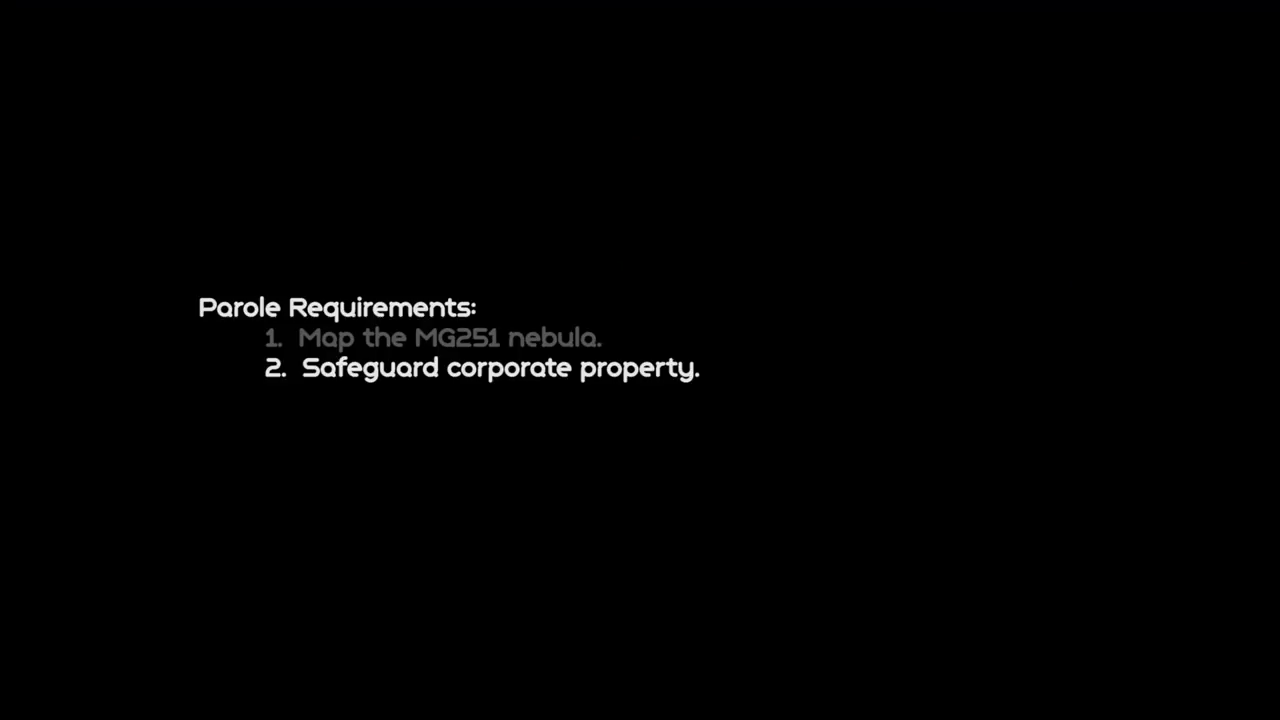 Parole Requirements:
1. Map the MG251 nebula.
2. Safeguard corporate property.